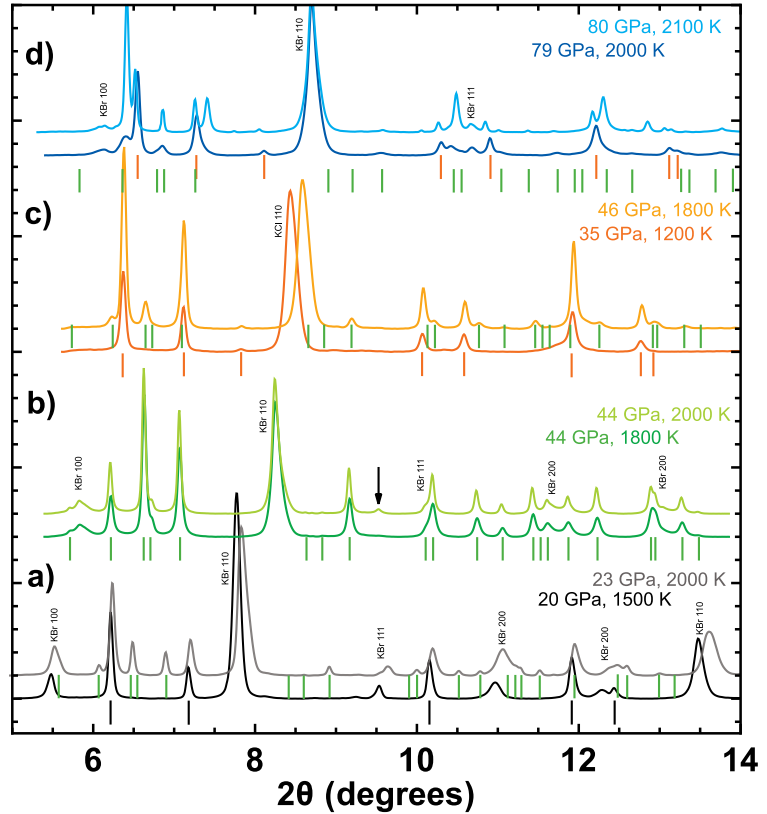 d)
80 GPa, 2100 K
79 GPa, 2000 K
KBr 100
KBr 110
KBr 111
c)
46 GPa, 1800 K
35 GPa, 1200 K
KCl 110
b)
44 GPa, 2000 K
44 GPa, 1800 K
KBr 100
KBr 110
KBr 111
KBr 200
KBr 200
a)
23 GPa, 2000 K
20 GPa, 1500 K
KBr 100
KBr 110
KBr 111
KBr 200
KBr 200
KBr 110
6 8 10 12 14
2θ (degrees)